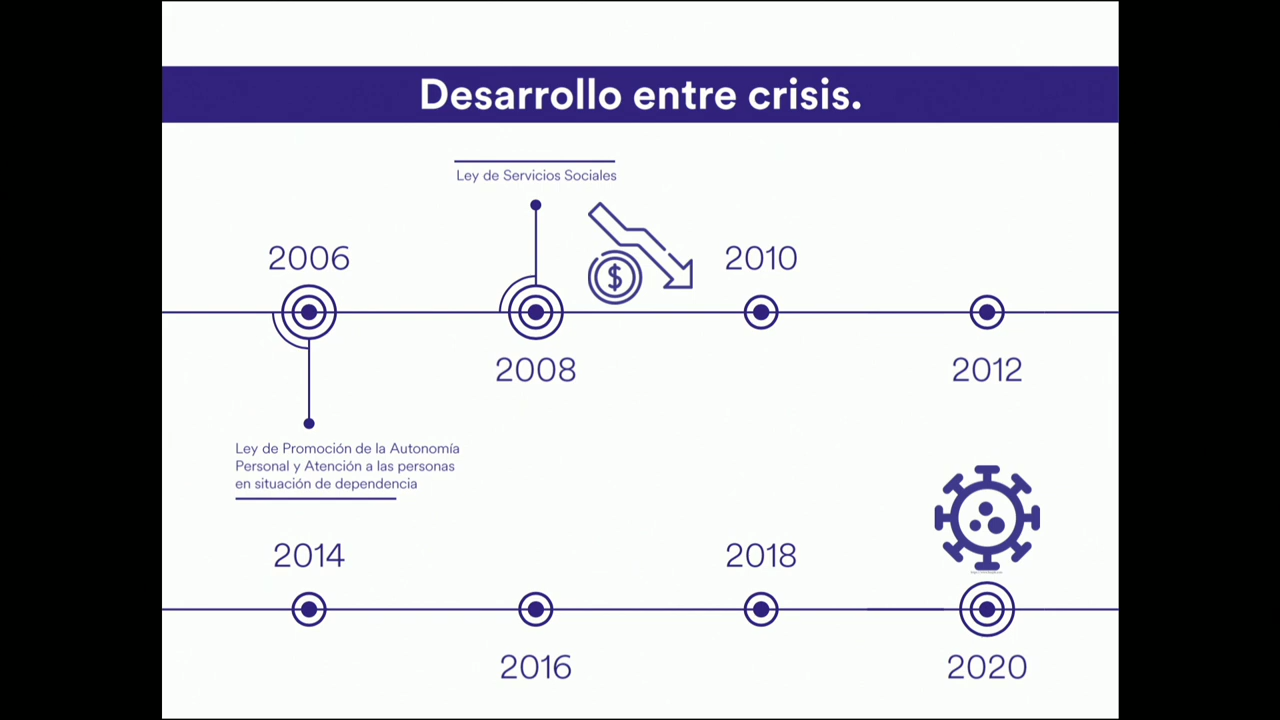 Desarrollo entre crisis.
Ley de Servicios Sociales
2006
$
2010
2008
2012
Ley de Promoción de la Autonomía
Personal y Atención a las personas
en situación de dependencia
2014
2018
2016
2020